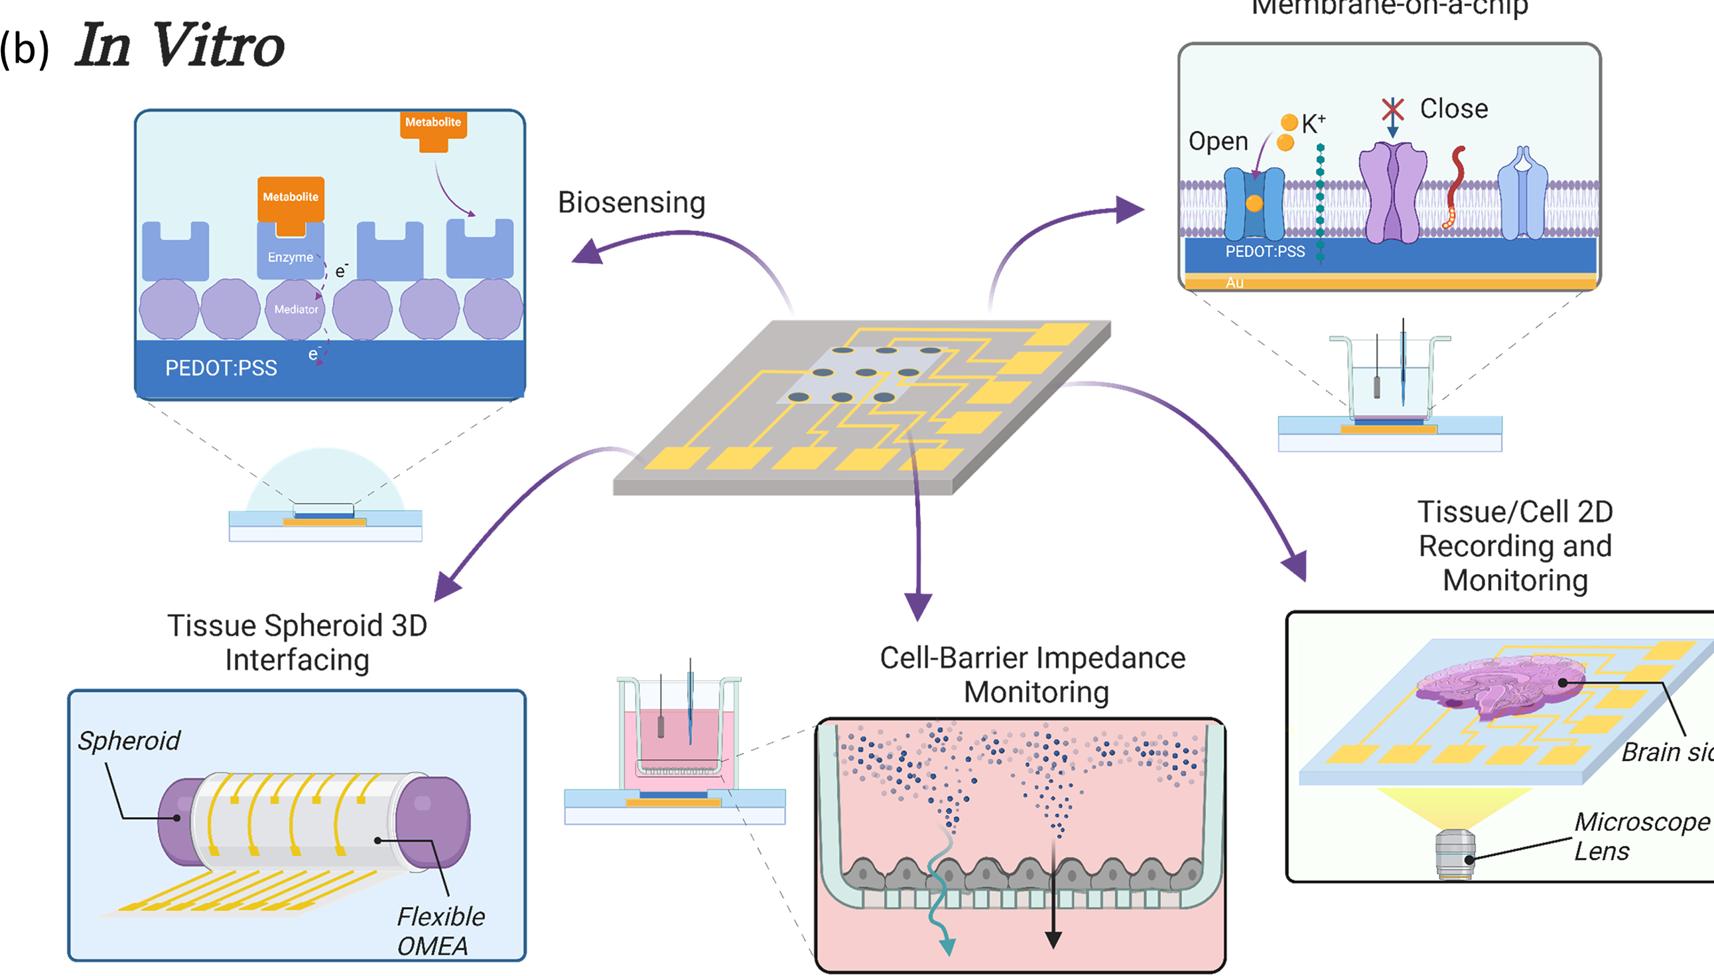 Membrane-on-a-chip
(b) In Vitro
Metabolite
Metabolite
Enzyme
e-
Mediator
e-
PEDOT:PSS
Biosensing
Open
K+
Close
PEDOT:PSS
Au
Tissue/Cell 2D
Recording and
Monitoring
Tissue Spheroid 3D
Interfacing
Cell-Barrier Impedance
Monitoring
Spheroid
Flexible
OMEA
Brain
Microscope
Lens